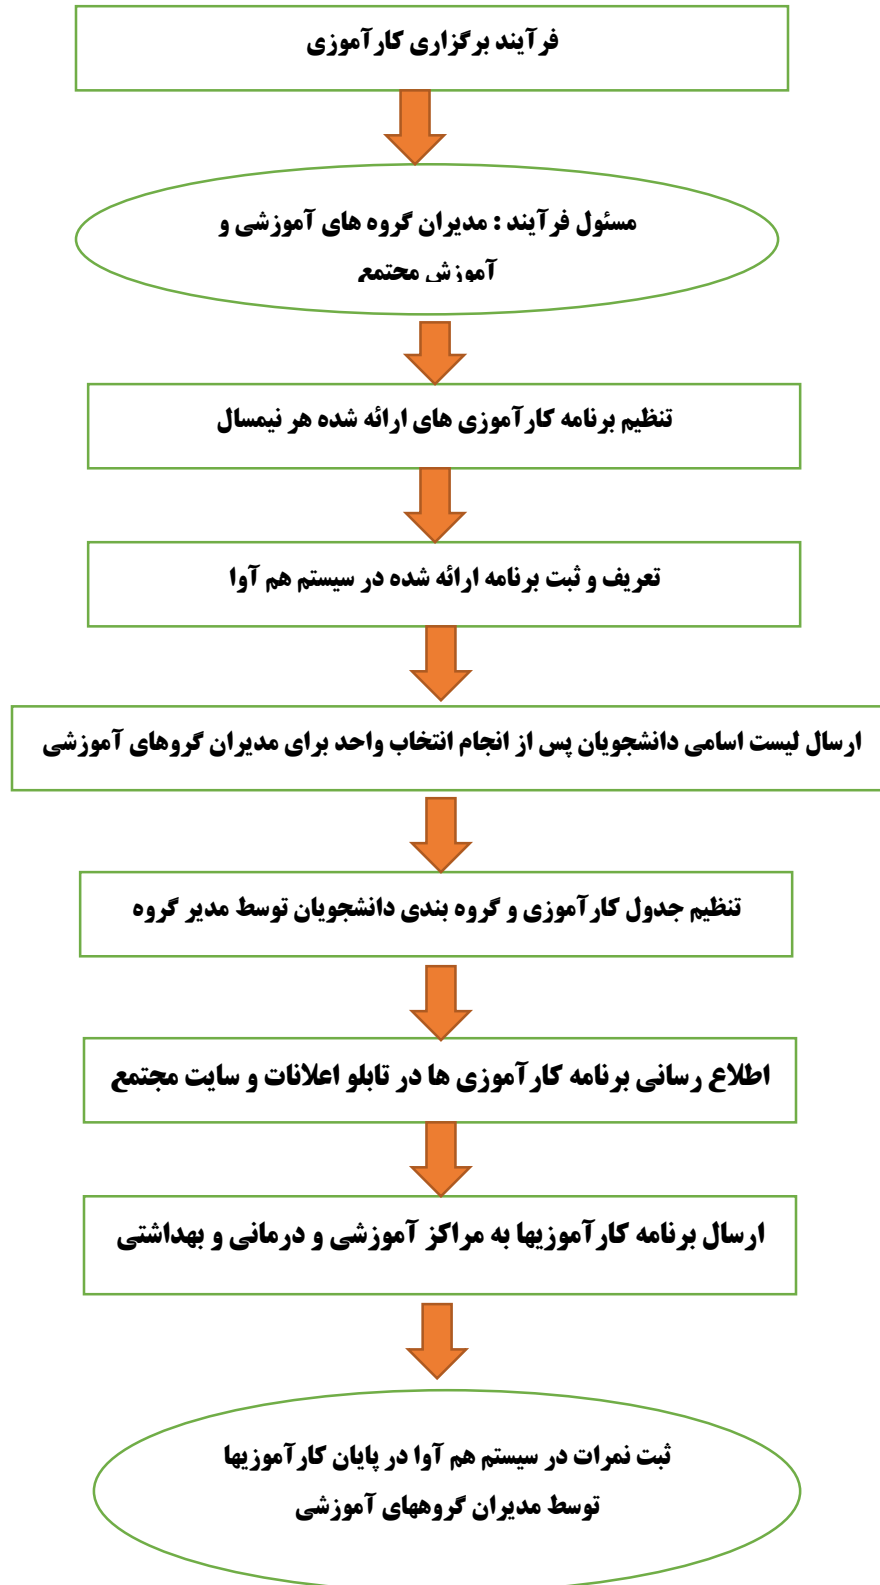 فرآیند برگزاری کارآموزی
مسئول فرآیند : مدیران گروه های آموزشی و
آموزش مجتمع
تنظیم برنامه کارآموزی های ارائه شده هر نیمسال
تعریف و ثبت برنامه ارائه شده در سیستم هم آوا
ارسال لیست اسامی دانشجویان پس از انجام انتخاب واحد برای مدیران گروهای آموزشی
تنظیم جدول کارآموزی و گروه بندی دانشجویان توسط مدیر گروه
اطلاع رسانی برنامه کارآموزی ها در تابلو اعلانات و سایت مجتمع
ارسال برنامه کارآموزیها به مراکز آموزشی و درمانی و بهداشتی
ثبت نمرات در سیستم هم آوا در پایان کارآموزیها
توسط مدیران گروههای آموزشی